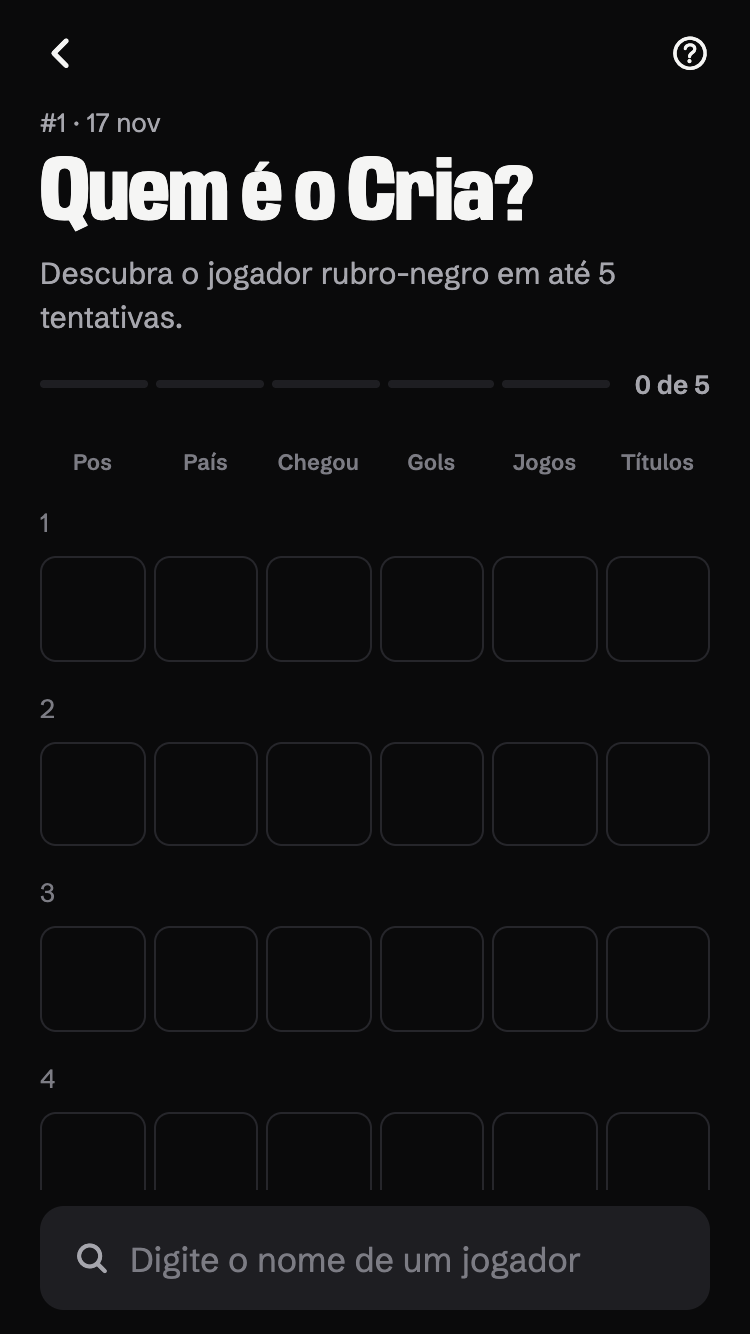 #1 · 17 nov
Quem é o Cria?
Descubra o jogador rubro-negro em até 5
tentativas.
0 de 5
Pos País Chegou Gols Jogos Títulos
1
2
3
4
Digite o nome de um jogador